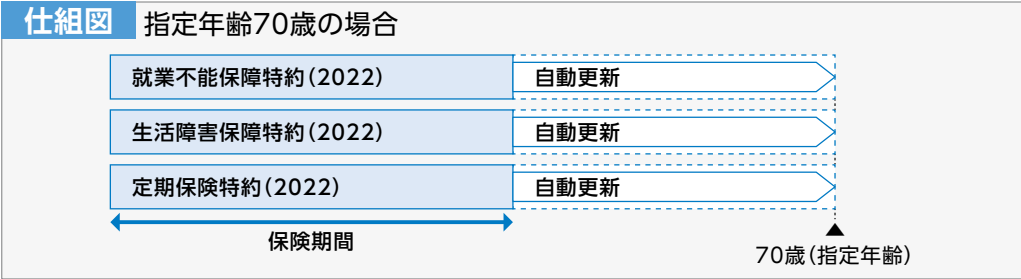 仕組図 指定年齢70歳の場合
就業不能保障特約(2022) 自動更新
生活障害保障特約(2022) 自動更新
定期保険特約(2022) 自動更新
保険期間
70歳(指定年齢)